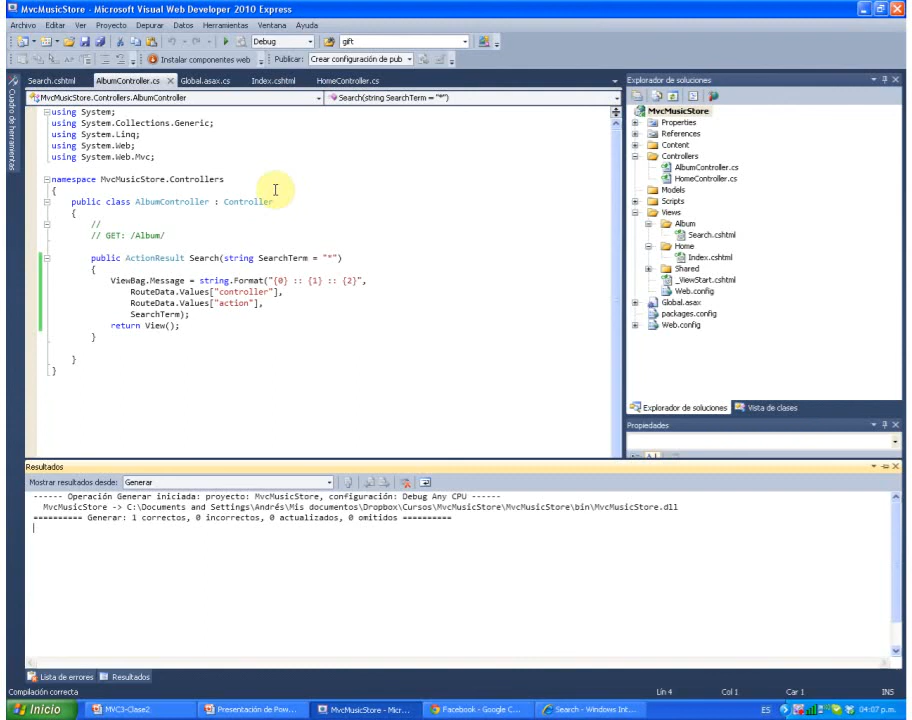 MvcMusicStore - Microsoft Visual Web Developer 2010 Express
Archivo Editar Ver Proyecto Depurar Datos Herramientas Ventana Ayuda
Debug gift
Instalar componentes web Publicar: Crear configuración de pub
Search.cshtml AlbumController.cs Global.asax.cs Index.cshtml HomeController.cs
MvcMusicStore.Controllers.AlbumController Search(string SearchTerm = "*")
Cuadro de herramientas
using System;
using System.Collections.Generic;
using System.Linq;
using System.Web;
using System.Web.Mvc;
namespace MvcMusicStore.Controllers
{
public class AlbumController : Controller
{
//
// GET: /Album/
public ActionResult Search(string SearchTerm = "*")
{
ViewBag.Message = string.Format("{0} :: {1} :: {2}",
RouteData.Values["controller"],
RouteData.Values["action"],
SearchTerm);
return View();
}
}
}
Explorador de soluciones
MvcMusicStore
Properties
References
Content
Controllers
AlbumController.cs
HomeController.cs
Models
Scripts
Views
Album
Search.cshtml
Home
Index.cshtml
Shared
_ViewStart.cshtml
Web.config
Global.asax
packages.config
Web.config
Explorador de soluciones Vista de clases
Propiedades
Resultados
Mostrar resultados desde: Generar
------ Operación Generar iniciada: proyecto: MvcMusicStore, configuración: Debug Any CPU ------
MvcMusicStore -> C:\Documents and Settings\Andrés\Mis documentos\Dropbox\Cursos\MvcMusicStore\MvcMusicStore\bin\MvcMusicStore.dll
========== Generar: 1 correctos, 0 incorrectos, 0 actualizados, 0 omitidos ==========
Lista de errores Resultados
Compilación correcta Lín 4 Col 1 Car 1 INS
Inicio MVC3-Clase2 Presentación de Pow... MvcMusicStore - Micr... Facebook - Google C... Search - Windows Int... ES 04:07 p.m.